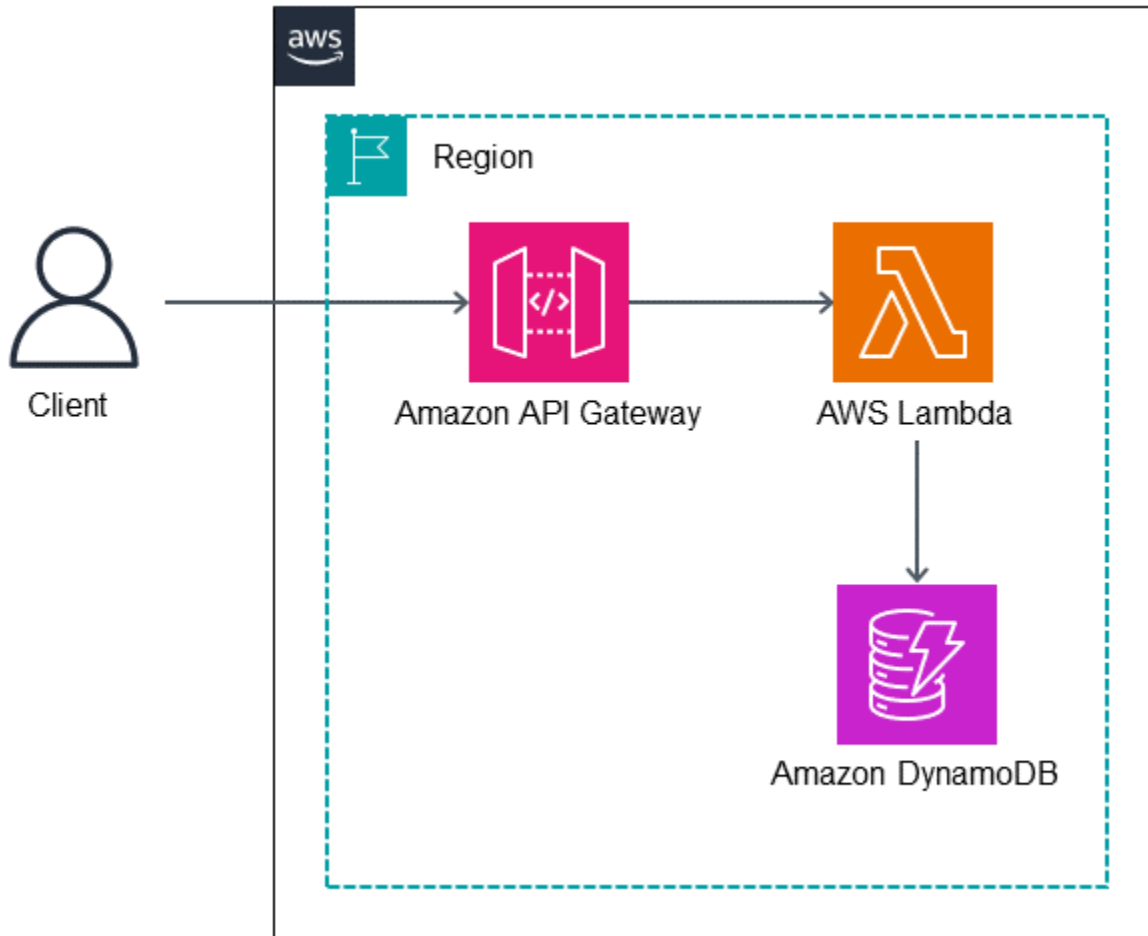 aws
Region
</>
Client
Amazon API Gateway
AWS Lambda
Amazon DynamoDB